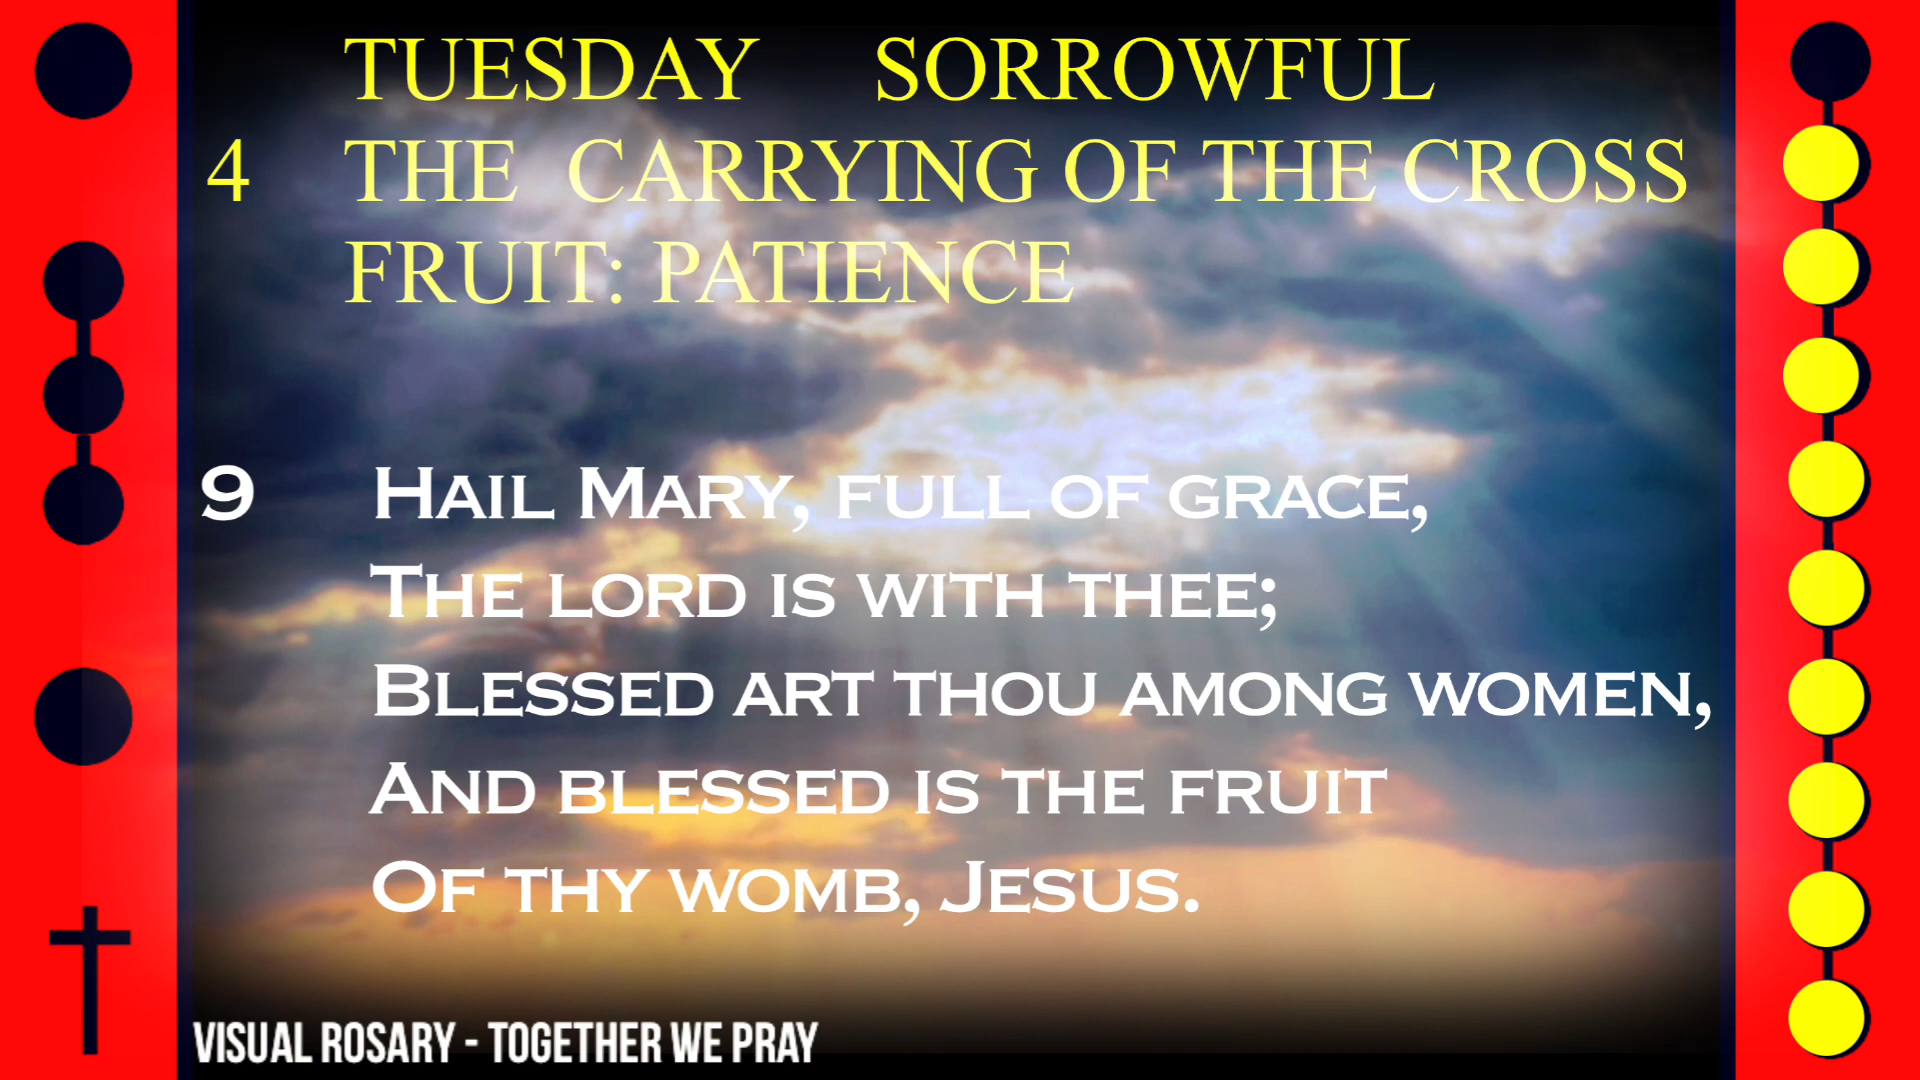 TUESDAY SORROWFUL
4 THE CARRYING OF THE CROSS
FRUIT: PATIENCE
9 HAIL MARY, FULL OF GRACE,
THE LORD IS WITH THEE;
BLESSED ART THOU AMONG WOMEN,
AND BLESSED IS THE FRUIT
OF THY WOMB, JESUS.
VISUAL ROSARY - TOGETHER WE PRAY